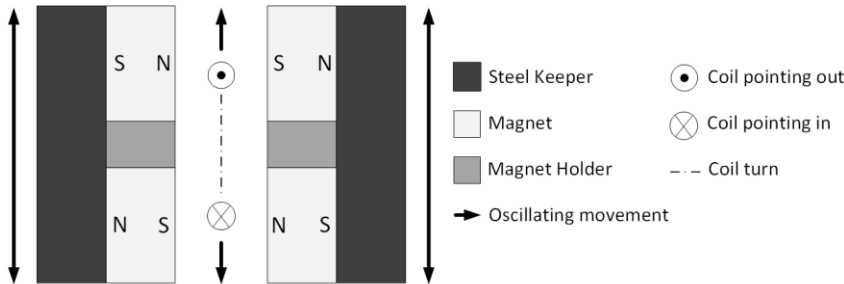 S N S N
N S N S
Steel Keeper
Magnet
Magnet Holder
Oscillating movement
Coil pointing out
Coil pointing in
Coil turn